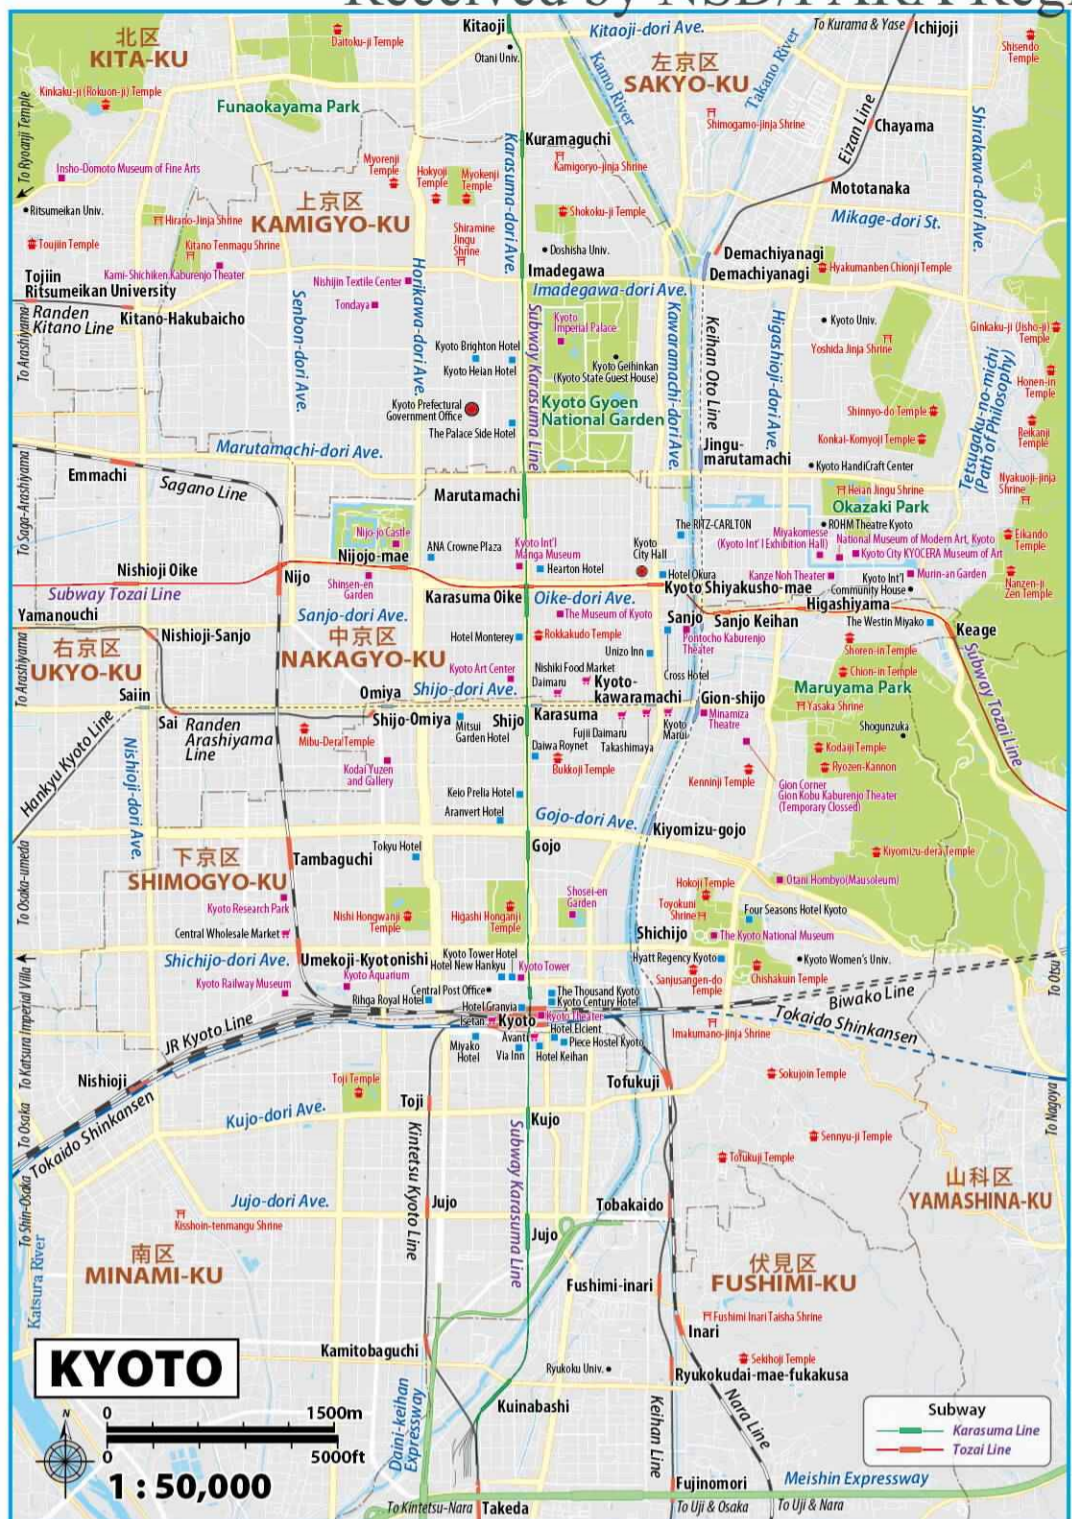 Received by NSD/FARA Regi
Kitaoji
Kitaoji-dori Ave.
To Kurama & Yase
Ichijoji
北区
KITA-KU
Daitoku-ji Temple
Otani Univ.
左京区
SAKYO-KU
Takano River
Shisendo
Temple
Kinkaku-ji (Rokuon-ji) Temple
Funaokayama Park
Kamo River
Shimogamo-jinja Shrine
Eizan Line
Chayama
Shirakawa-dori Ave.
To Ryoanji Temple
Karasuma-dori Ave.
Kuramaguchi
Kamigoryo-jinja Shrine
Insho-Domoto Museum of Fine Arts
Myorenji
Temple
Hokyoji
Temple
Myokenji
Temple
Mototanaka
Ritsumeikan Univ.
上京区
KAMIGYO-KU
Hirano-Jinja Shrine
Shokoku-ji Temple
Mikage-dori St.
Toujiin Temple
Kitano Tenmagu Shrine
Shiramine
Jingu
Shrine
Doshisha Univ.
Demachiyanagi
Demachiyanagi
Hyakumanben Chionji Temple
Kami-Shichiken Kaburenjo Theater
Tojiin
Ritsumeikan University
Imadegawa
Imadegawa-dori Ave.
Nishijin Textile Center
Tondaya
Horikawa-dori Ave.
Senbon-dori Ave.
Randen
Kitano Line
Kitano-Hakubaicho
To Arashiyama
Subway Karasuma Line
Kyoto
Imperial Palace
Kawaramachi-dori Ave.
Keihan Oto Line
Higashioji-dori Ave.
Kyoto Univ.
Yoshida Jinja Shrine
Ginkaku-ji (Jisho-ji)
Temple
Kyoto Brighton Hotel
Kyoto Heian Hotel
Kyoto Geihinkan
(Kyoto State Guest House)
Tetsugaku-no-michi
(Path of Philosophy)
Honen-in
Temple
Kyoto Prefectural
Government Office
Kyoto Gyoen
National Garden
Shinnyo-do Temple
The Palace Side Hotel
Konkai-Komyoji Temple
Reikanji
Temple
Marutamachi-dori Ave.
Jingu-
marutamachi
Kyoto HandiCraft Center
Emmachi
Sagano Line
To Saga-Arashiyama
Nyakuoji-jinja
Shrine
Marutamachi
Heian Jingu Shrine
Okazaki Park
Nijo-jo Castle
The RITZ-CARLTON
Miyakomesse
(Kyoto Int' l Exhibition Hall)
ROHM Theatre Kyoto
National Museum of Modern Art, Kyoto
Eikando
Temple
Nijojo-mae
ANA Crowne Plaza
Kyoto Int'l
Manga Museum
Kyoto
City Hall
Kyoto City KYOCERA Museum of Art
Nishioji Oike
Nijo
Shinsen-en
Garden
Hearton Hotel
Hotel Okura
Kanze Noh Theater
Kyoto Int'l
Community House
Murin-an Garden
Nanzen-ji
Zen Temple
Subway Tozai Line
Karasuma Oike
Oike-dori Ave.
Kyoto Shiyakusho-mae
Higashiyama
Yamanouchi
Sanjo-dori Ave.
The Museum of Kyoto
Sanjo
Sanjo Keihan
The Westin Miyako
Keage
Nishioji-Sanjo
中京区
NAKAGYO-KU
Hotel Monterey
Rokkakudo Temple
Pontocho Kaburenjo
Theater
Shoren-in Temple
右京区
UKYO-KU
Unizo Inn
Kyoto Art Center
Nishiki Food Market
Daimaru
Cross Hotel
Chion-in Temple
To Arashiyama
Saiin
Omiya
Shijo-dori Ave.
Kyoto-
kawaramachi
Gion-shijo
Maruyama Park
Subway Tozai Line
Sai
Shijo-Omiya
Mitsui
Garden Hotel
Shijo
Karasuma
Fujii Daimaru
Takashimaya
Kyoto
Marui
Minamiza
Theatre
Yasaka Shrine
Shogunzuka
Hankyu Kyoto Line
Randen
Arashiyama
Line
Mibu-Dera Temple
Daiwa Roynet
Bukkoji Temple
Kodaiji Temple
Ryozen-Kannon
Nishioji-dori Ave.
Kodai Yuzen
and Gallery
Kenninji Temple
Gion Corner
Gion Kobu Kaburenjo Theater
(Temporary Clossed)
Keio Prelia Hotel
Aranvert Hotel
Gojo-dori Ave.
Kiyomizu-gojo
To Osaka-umeda
下京区
SHIMOGYO-KU
Tambaguchi
Tokyu Hotel
Gojo
Kiyomizu-dera Temple
Kyoto Research Park
Shosei-en
Garden
Hokoji Temple
Otani Hombyo(Mausoleum)
Nishi Hongwanji
Temple
Higashi Honganji
Temple
Toyokuni
Shrine
Four Seasons Hotel Kyoto
Central Wholesale Market
Shichijo
The Kyoto National Museum
Shichijo-dori Ave.
Umekoji-Kyotonishi
Kyoto Tower Hotel
Hotel New Hankyu
Kyoto Tower
Hyatt Regency Kyoto
Kyoto Women's Univ.
Kyoto Railway Museum
Kyoto Aquarium
Sanjusangen-do
Temple
Chishakuin Temple
To Otsu
Central Post Office
The Thousand Kyoto
Kyoto Century Hotel
Rihga Royal Hotel
Hotel Granvia
Kyoto Theater
Biwako Line
To Katsura Imperial Villa
JR Kyoto Line
Isetan
Kyoto
Imakumano-jinja Shrine
Tokaido Shinkansen
Avanti
Hotel Elcient
Piece Hostel Kyoto
Miyako
Hotel
Via Inn
Hotel Keihan
Nishioji
Toji Temple
Tofukuji
Sokujoin Temple
To Nagoya
Toji
Kujo-dori Ave.
Kujo
To Osaka
Tokaido Shinkansen
Kintetsu Kyoto Line
Subway Karasuma Line
Sennyu-ji Temple
Tofukuji Temple
山科区
YAMASHINA-KU
To Shin-Osaka
Jujo-dori Ave.
Jujo
Tobakaido
Kisshoin-tenmangu Shrine
Jujo
Katsura River
南区
MINAMI-KU
伏見区
FUSHIMI-KU
Fushimi-inari
Fushimi Inari Taisha Shrine
Inari
KYOTO
Kamitobaguchi
Sekihoji Temple
Ryukoku Univ.
Ryukokudai-mae-fukakusa
Daini-keihan
Expressway
Kuinabashi
Keihan Line
Nara Line
N
0
1500m
0
5000ft
1 : 50,000
Subway
Karasuma Line
Tozai Line
Fujinomori
Meishin Expressway
To Kintetsu-Nara
Takeda
To Uji & Osaka
To Uji & Nara